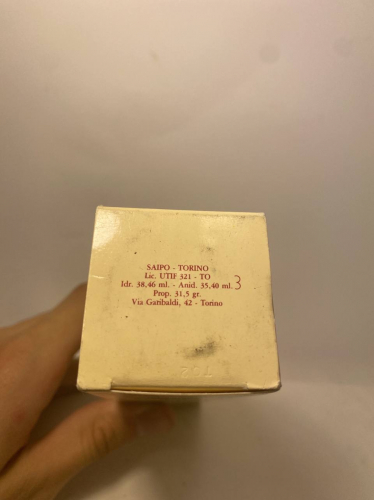 SAIPO - TORINO
Lic. UTIF 321 - TO
Idr. 38,46 ml. - Anid. 35,40 ml. 3
Prop. 31,5 gr.
Via Garibaldi, 42 - Torino